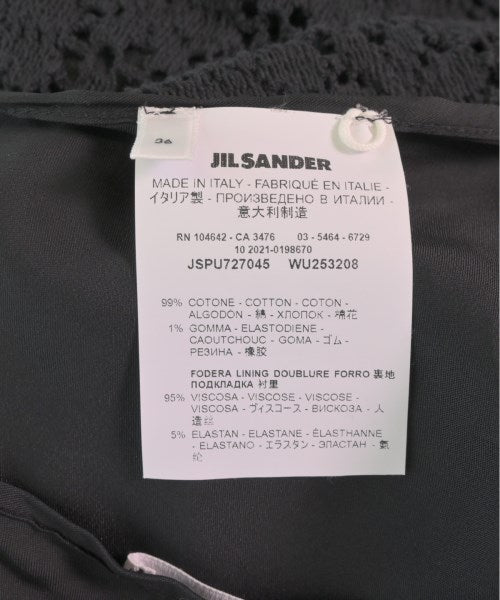 36
JIL SANDER
MADE IN ITALY - FABRIQUÉ EN ITALIE -
イタリア製 - ПРОИЗВЕДЕНО В ИТАЛИИ -
意大利制造
RN 104642 - CA 3476 03 - 5464 - 6729
10 2021-0198670
JSPU727045 WU253208
99% COTONE - COTTON - COTON -
ALGODÓN - 綿 - ХЛОПОК - 棉花
1% GOMMA - ELASTODIENE -
CAOUTCHOUC - GOMA - ゴム -
РЕЗИНА - 橡胶
FODERA LINING DOUBLURE FORRO 裏地
ПОДКЛАДКА 衬里
95% VISCOSA - VISCOSE - VISCOSE -
VISCOSA - ヴィスコース - ВИСКОЗА - 人
造丝
5% ELASTAN - ELASTANE - ÉLASTHANNE
- ELASTANO - エラスタン - ЭЛАСТАН - 氨
纶